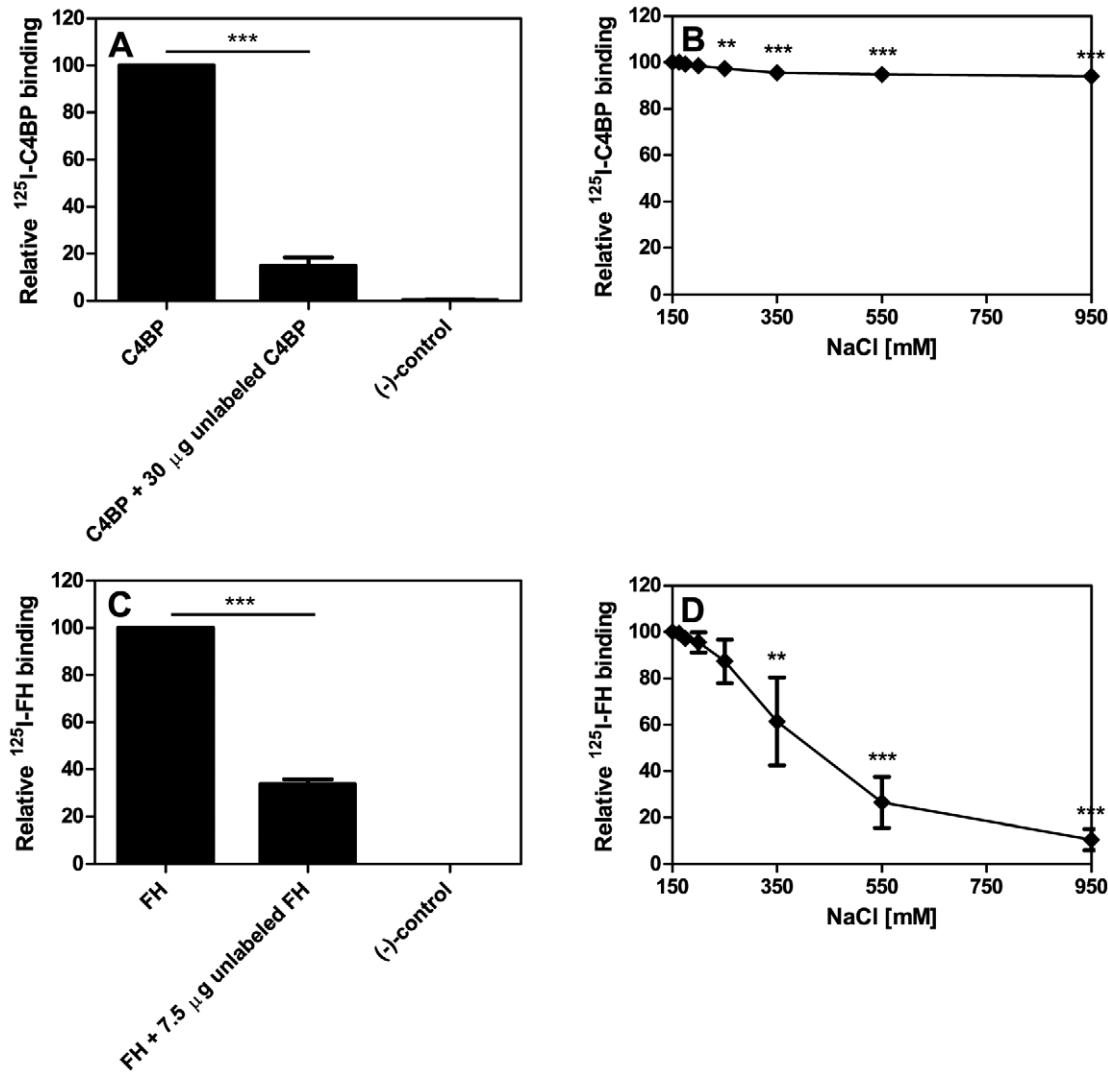 A
***
Relative ¹²⁵I-C4BP binding
120
100
80
60
40
20
0
C4BP
C4BP + 30 μg unlabeled C4BP
(-)-control
B
** *** *** ***
Relative ¹²⁵I-C4BP binding
120
100
80
60
40
20
0
150 350 550 750 950
NaCl [mM]
C
***
Relative ¹²⁵I-FH binding
120
100
80
60
40
20
0
FH
FH + 7.5 μg unlabeled FH
(-)-control
D
** *** ***
Relative ¹²⁵I-FH binding
120
100
80
60
40
20
0
150 350 550 750 950
NaCl [mM]